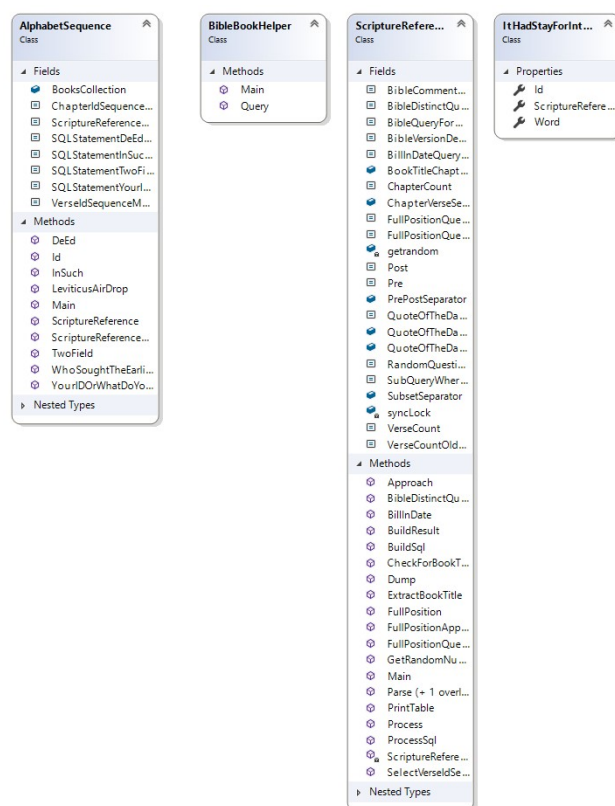 AlphabetSequence
Class
Fields
BooksCollection
ChapterIdSequence...
ScriptureReference...
SQLStatementDeEd...
SQLStatementInSuc...
SQLStatementTwoFi...
SQLStatementYourI...
VerseIdSequenceM...
Methods
DeEd
Id
InSuch
LeviticusAirDrop
Main
ScriptureReference
ScriptureReference...
TwoField
WhoSoughtTheEarli...
YourIDOrWhatDoYo...
Nested Types
BibleBookHelper
Class
Methods
Main
Query
ScriptureRefere...
Class
Fields
BibleComment...
BibleDistinctQu...
BibleQueryFor...
BibleVersionDe...
BillInDateQuery...
BookTitleChapt...
ChapterCount
ChapterVerseSe...
FullPositionQue...
FullPositionQue...
getrandom
Post
Pre
PrePostSeparator
QuoteOfTheDa...
QuoteOfTheDa...
QuoteOfTheDa...
RandomQuesti...
SubQueryWher...
SubsetSeparator
syncLock
VerseCount
VerseCountOld...
Methods
Approach
BibleDistinctQu...
BillInDate
BuildResult
BuildSql
CheckForBookT...
Dump
ExtractBookTitle
FullPosition
FullPositionApp...
FullPositionQue...
GetRandomNu...
Main
Parse (+ 1 overl...
PrintTable
Process
ProcessSql
ScriptureRefere...
SelectVerseIdSe...
Nested Types
ItHadStayForInt...
Class
Properties
Id
ScriptureRefere...
Word